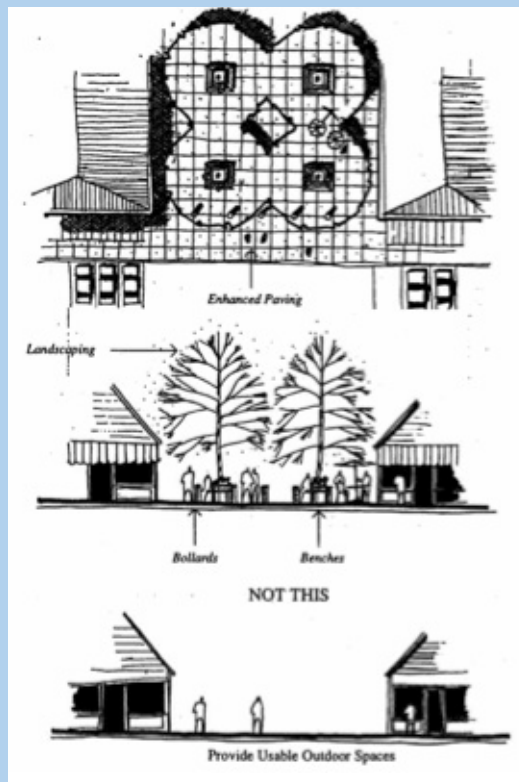 Enhanced Paving
Landscaping
Bollards
Benches
NOT THIS
Provide Usable Outdoor Spaces